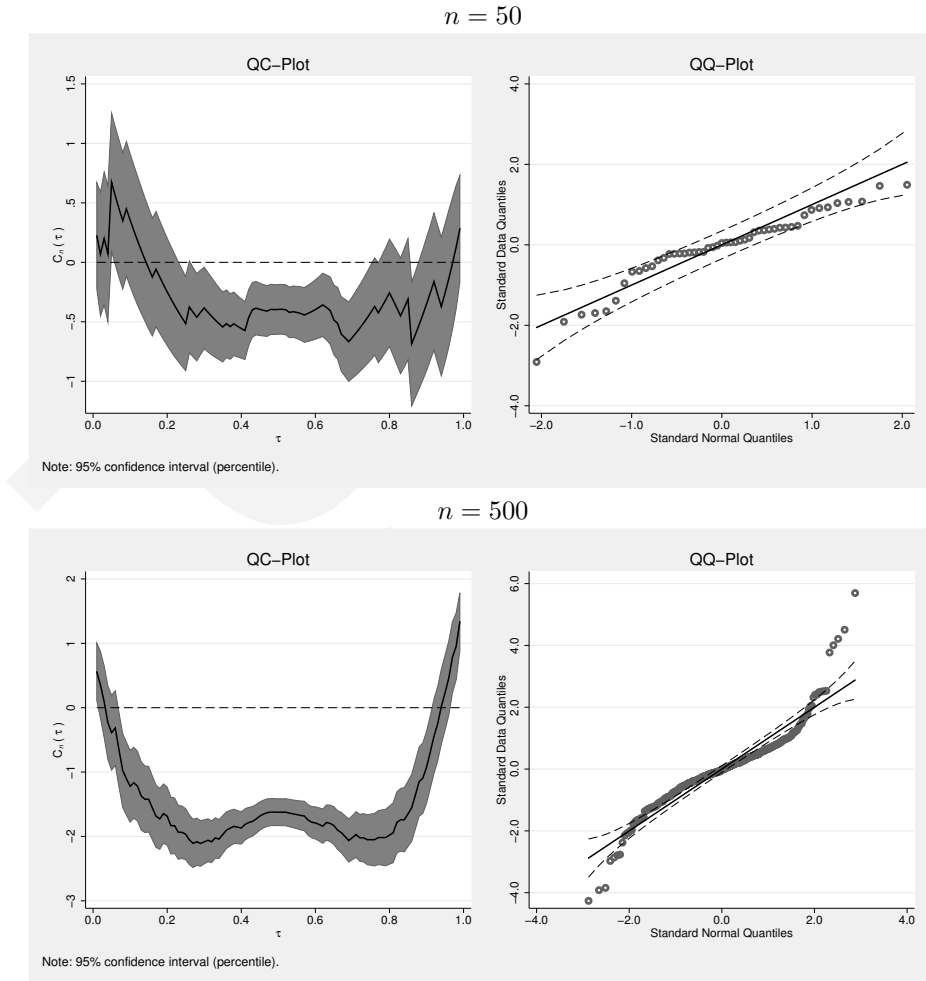 n = 50
QC−Plot
C_n ( τ )
1.5
1
.5
0
−.5
−1
0.0 0.2 0.4 0.6 0.8 1.0
τ
QQ−Plot
Standard Data Quantiles
4.0
2.0
0.0
−2.0
−4.0
−2.0 −1.0 0.0 1.0 2.0
Standard Normal Quantiles
Note: 95% confidence interval (percentile).
n = 500
QC−Plot
C_n ( τ )
2
1
0
−1
−2
−3
0.0 0.2 0.4 0.6 0.8 1.0
τ
QQ−Plot
Standard Data Quantiles
6.0
4.0
2.0
0.0
−2.0
−4.0
−4.0 −2.0 0.0 2.0 4.0
Standard Normal Quantiles
Note: 95% confidence interval (percentile).